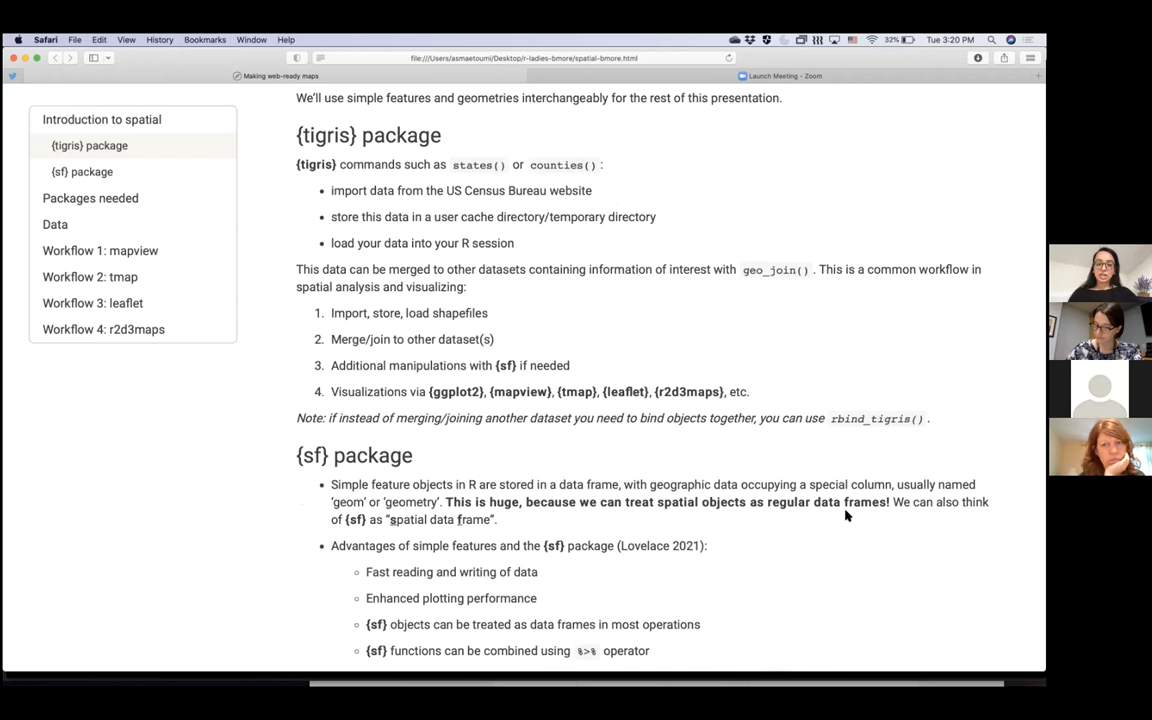 Safari File Edit View History Bookmarks Window Help
32% Tue 3:20 PM
file:///Users/asmaetoumi/Desktop/r-ladies-bmore/spatial-bmore.html
Making web-ready maps
Launch Meeting - Zoom
Introduction to spatial
{tigris} package
{sf} package
Packages needed
Data
Workflow 1: mapview
Workflow 2: tmap
Workflow 3: leaflet
Workflow 4: r2d3maps
We'll use simple features and geometries interchangeably for the rest of this presentation.
{tigris} package
{tigris} commands such as states() or counties() :
• import data from the US Census Bureau website
• store this data in a user cache directory/temporary directory
• load your data into your R session
This data can be merged to other datasets containing information of interest with geo_join() . This is a common workflow in
spatial analysis and visualizing:
1. Import, store, load shapefiles
2. Merge/join to other dataset(s)
3. Additional manipulations with {sf} if needed
4. Visualizations via {ggplot2}, {mapview}, {tmap}, {leaflet}, {r2d3maps}, etc.
Note: if instead of merging/joining another dataset you need to bind objects together, you can use rbind_tigris() .
{sf} package
• Simple feature objects in R are stored in a data frame, with geographic data occupying a special column, usually named
'geom' or 'geometry'. This is huge, because we can treat spatial objects as regular data frames! We can also think
of {sf} as "spatial data frame".
• Advantages of simple features and the {sf} package (Lovelace 2021):
◦ Fast reading and writing of data
◦ Enhanced plotting performance
◦ {sf} objects can be treated as data frames in most operations
◦ {sf} functions can be combined using %>% operator